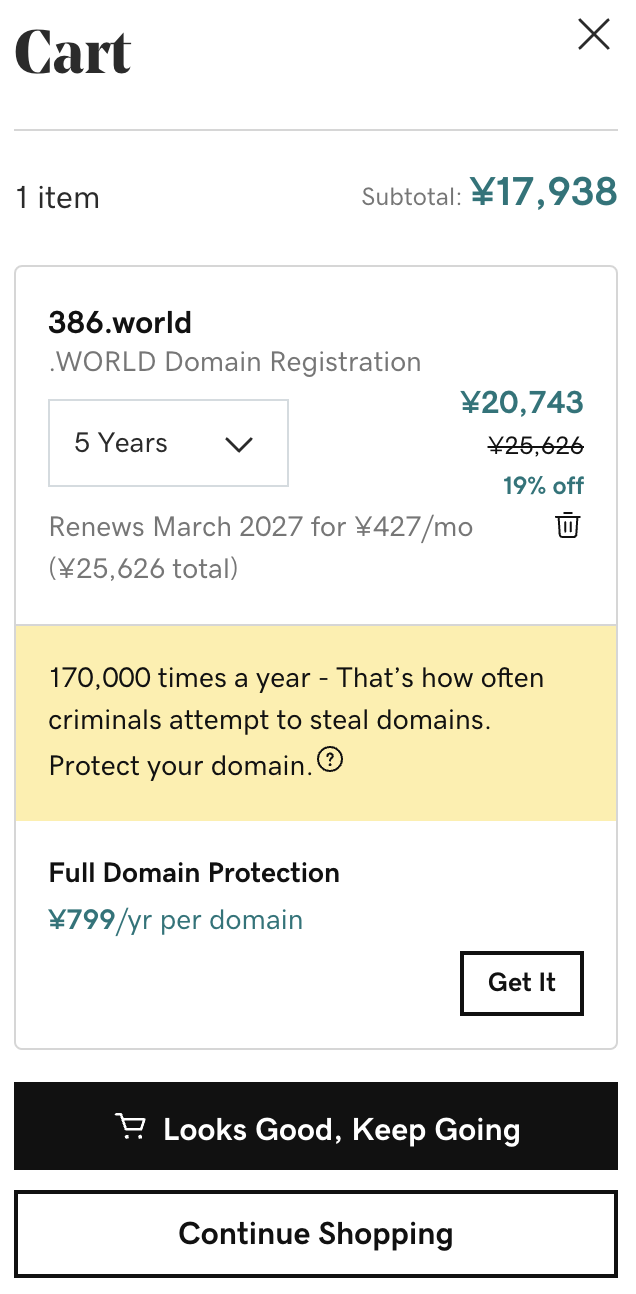 Cart
1 item
Subtotal: ¥17,938
386.world
.WORLD Domain Registration
5 Years
¥20,743
¥25,626
19% off
Renews March 2027 for ¥427/mo
(¥25,626 total)
170,000 times a year - That’s how often
criminals attempt to steal domains.
Protect your domain. ?
Full Domain Protection
¥799/yr per domain
Get It
Looks Good, Keep Going
Continue Shopping